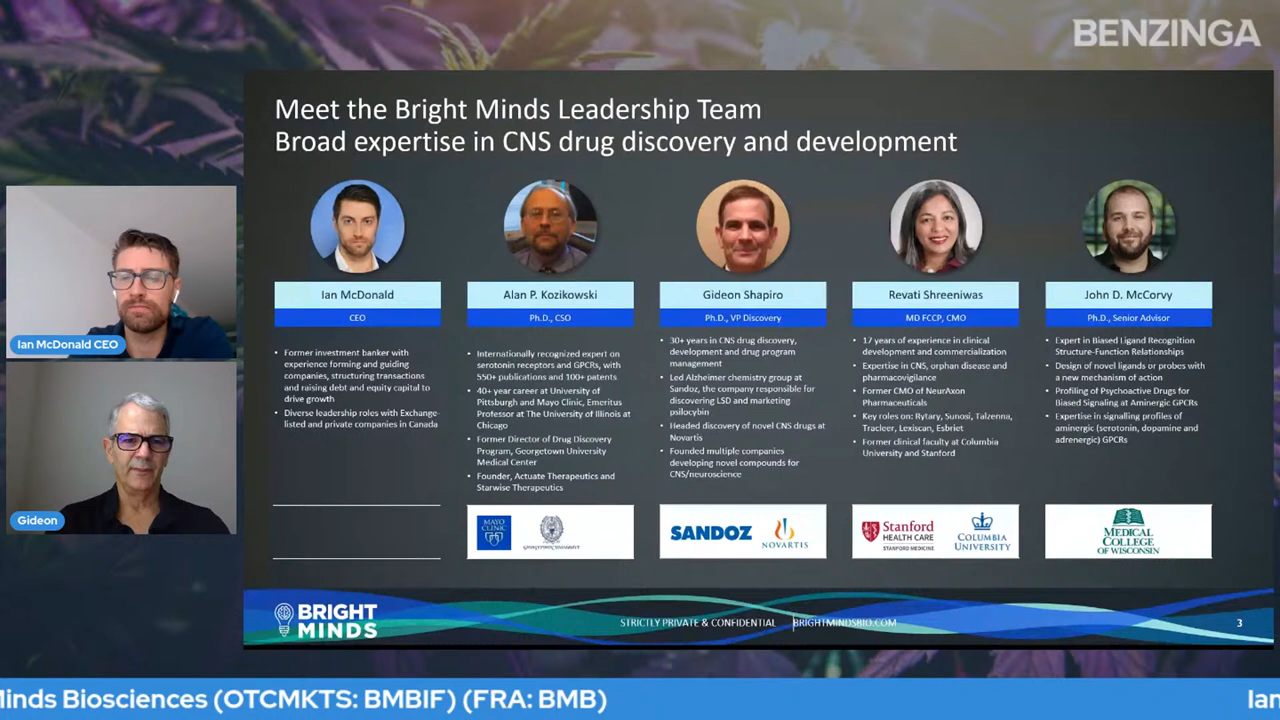 BENZINGA
Meet the Bright Minds Leadership Team
Broad expertise in CNS drug discovery and development
Ian McDonald
CEO
• Former investment banker with
experience forming and guiding
companies, structuring transactions
and raising debt and equity capital to
drive growth
• Diverse leadership roles with Exchange-
listed and private companies in Canada
Alan P. Kozikowski
Ph.D., CSO
• Internationally recognized expert on
serotonin receptors and GPCRs, with
550+ publications and 100+ patents
• 40+ year career at University of
Pittsburgh and Mayo Clinic, Emeritus
Professor at The University of Illinois at
Chicago
• Former Director of Drug Discovery
Program, Georgetown University
Medical Center
• Founder, Actuate Therapeutics and
Starwise Therapeutics
MAYO
CLINIC
GEORGETOWN UNIVERSITY
Gideon Shapiro
Ph.D., VP Discovery
• 30+ years in CNS drug discovery,
development and drug program
management
• Led Alzheimer chemistry group at
Sandoz, the company responsible for
discovering LSD and marketing
psilocybin
• Headed discovery of novel CNS drugs at
Novartis
• Founded multiple companies
developing novel compounds for
CNS/neuroscience
SANDOZ
NOVARTIS
Revati Shreeniwas
MD FCCP, CMO
• 17 years of experience in clinical
development and commercialization
• Expertise in CNS, orphan disease and
pharmacovigilance
• Former CMO of NeurAxon
Pharmaceuticals
• Key roles on: Rytary, Sunosi, Talzenna,
Tracleer, Lexiscan, Esbriet
• Former clinical faculty at Columbia
University and Stanford
Stanford
HEALTH CARE
STANFORD MEDICINE
COLUMBIA
UNIVERSITY
John D. McCorvy
Ph.D., Senior Advisor
• Expert in Biased Ligand Recognition
Structure-Function Relationships
• Design of novel ligands or probes with
a new mechanism of action
• Profiling of Psychoactive Drugs for
Biased Signaling at Aminergic GPCRs
• Expertise in signalling profiles of
aminergic (serotonin, dopamine and
adrenergic) GPCRs
MEDICAL
COLLEGE
OF WISCONSIN
Ian McDonald CEO
Gideon
BRIGHT
MINDS
STRICTLY PRIVATE & CONFIDENTIAL | BRIGHTMINDSBIO.COM
3
Minds Biosciences (OTCMKTS: BMBIF) (FRA: BMB)
Ian